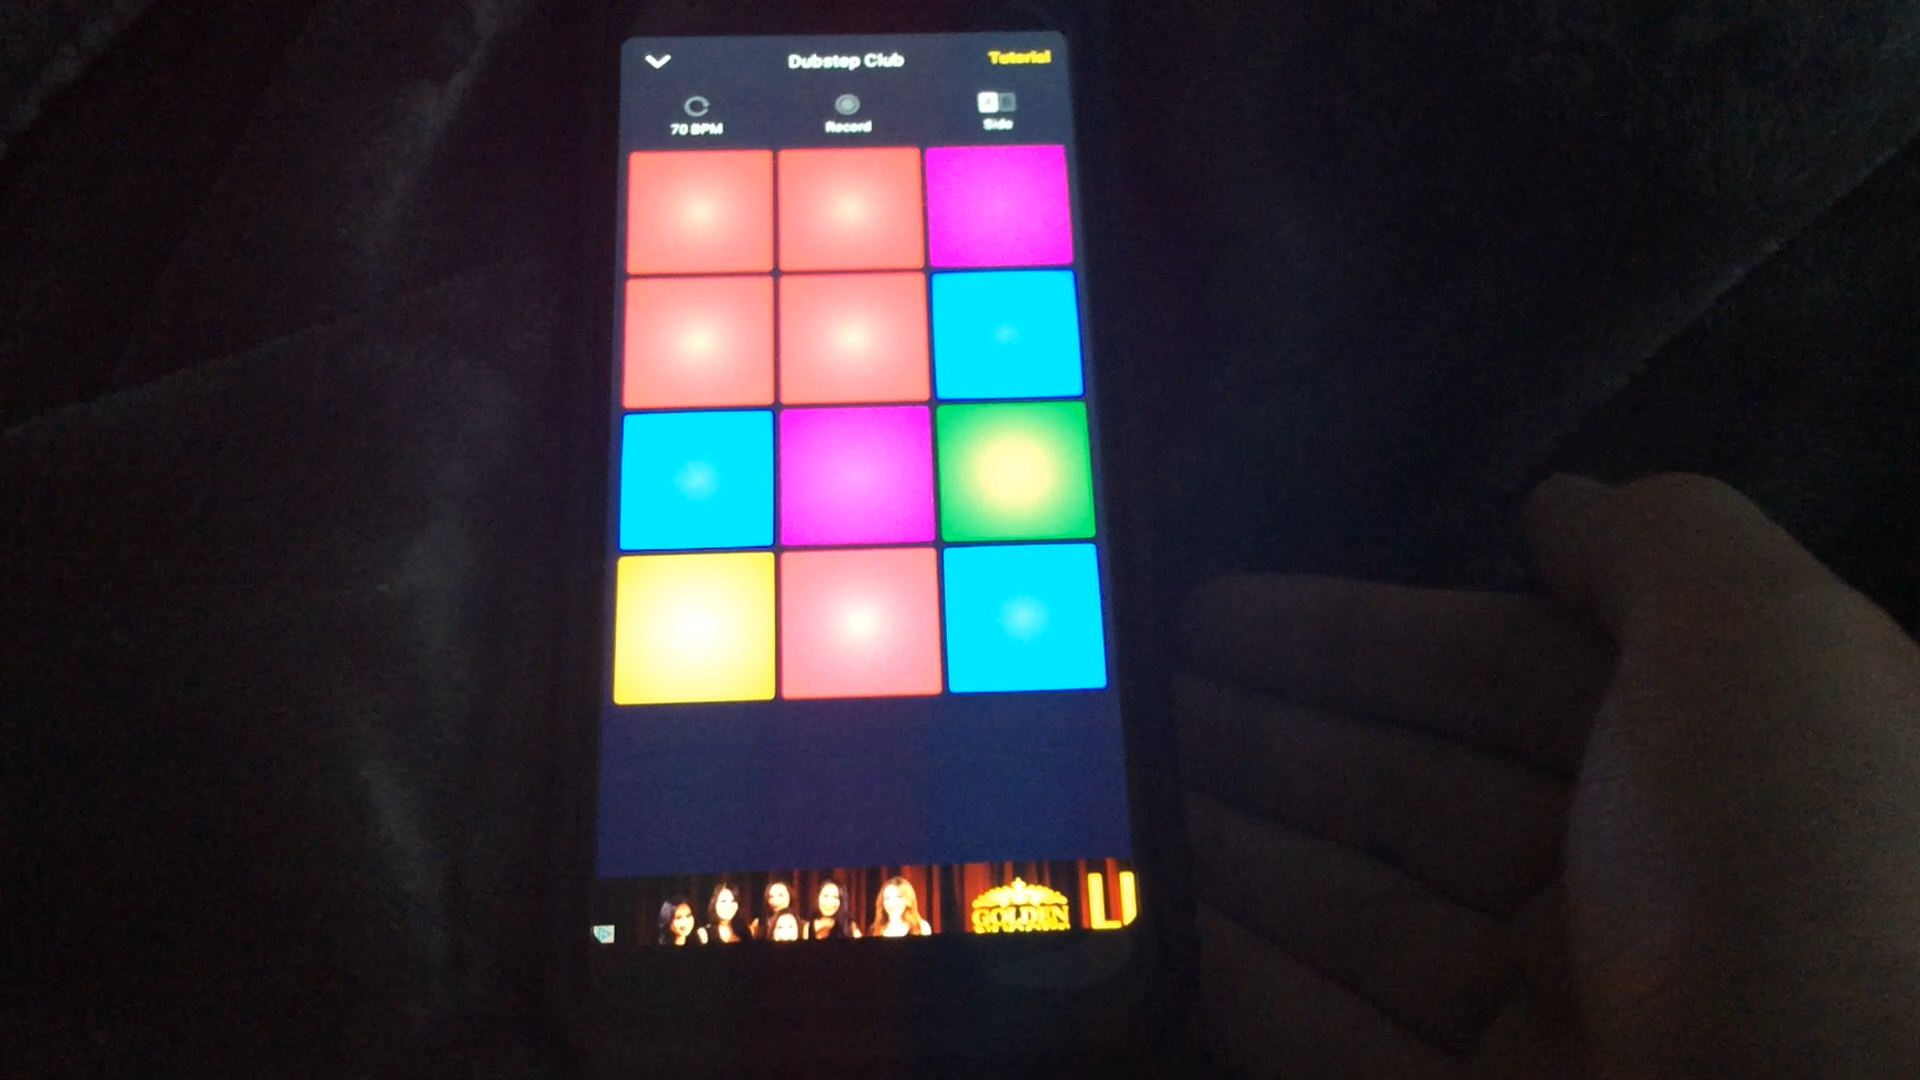 Dubstep Club
Tutorial
70 BPM
Record
Side
GOLDEN